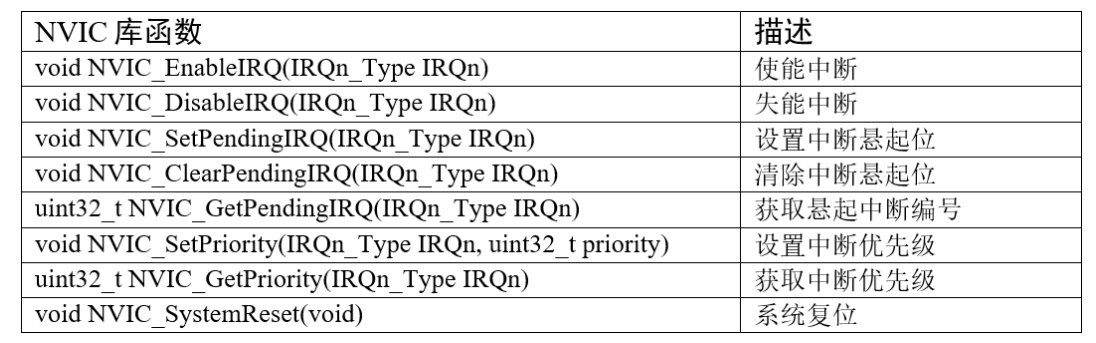 NVIC 库函数 描述
void NVIC_EnableIRQ(IRQn_Type IRQn) 使能中断
void NVIC_DisableIRQ(IRQn_Type IRQn) 失能中断
void NVIC_SetPendingIRQ(IRQn_Type IRQn) 设置中断悬起位
void NVIC_ClearPendingIRQ(IRQn_Type IRQn) 清除中断悬起位
uint32_t NVIC_GetPendingIRQ(IRQn_Type IRQn) 获取悬起中断编号
void NVIC_SetPriority(IRQn_Type IRQn, uint32_t priority) 设置中断优先级
uint32_t NVIC_GetPriority(IRQn_Type IRQn) 获取中断优先级
void NVIC_SystemReset(void) 系统复位